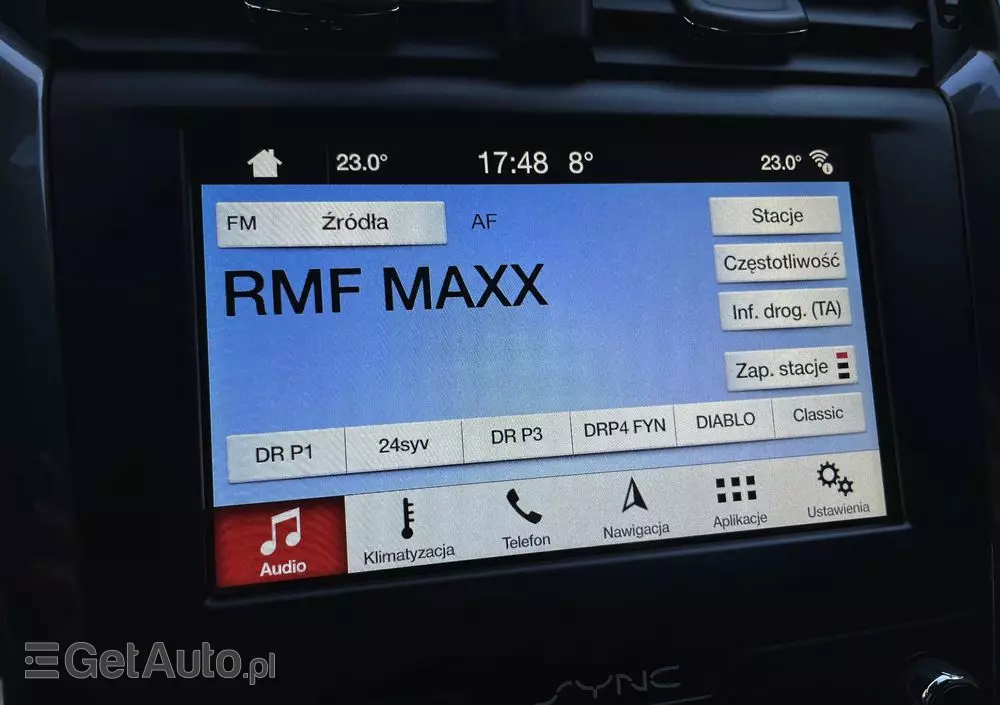 23.0° 17:48 8° 23.0°
FM Źródła AF Stacje
RMF MAXX
Częstotliwość
Inf. drog. (TA)
Zap. stacje
DR P1 24syv DR P3 DRP4 FYN DIABLO Classic
Audio Klimatyzacja Telefon Nawigacja Aplikacje Ustawienia
GetAuto.pl
SYNC